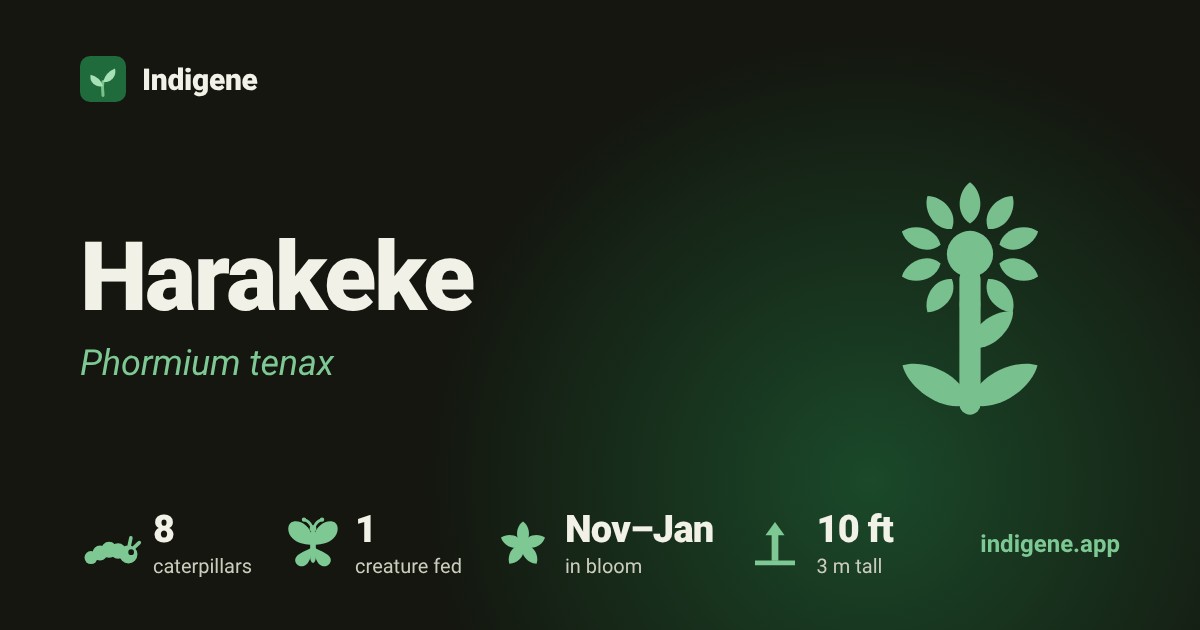 Indigene
Harakeke
Phormium tenax
8
caterpillars
1
creature fed
Nov–Jan
in bloom
10 ft
3 m tall
indigene.app